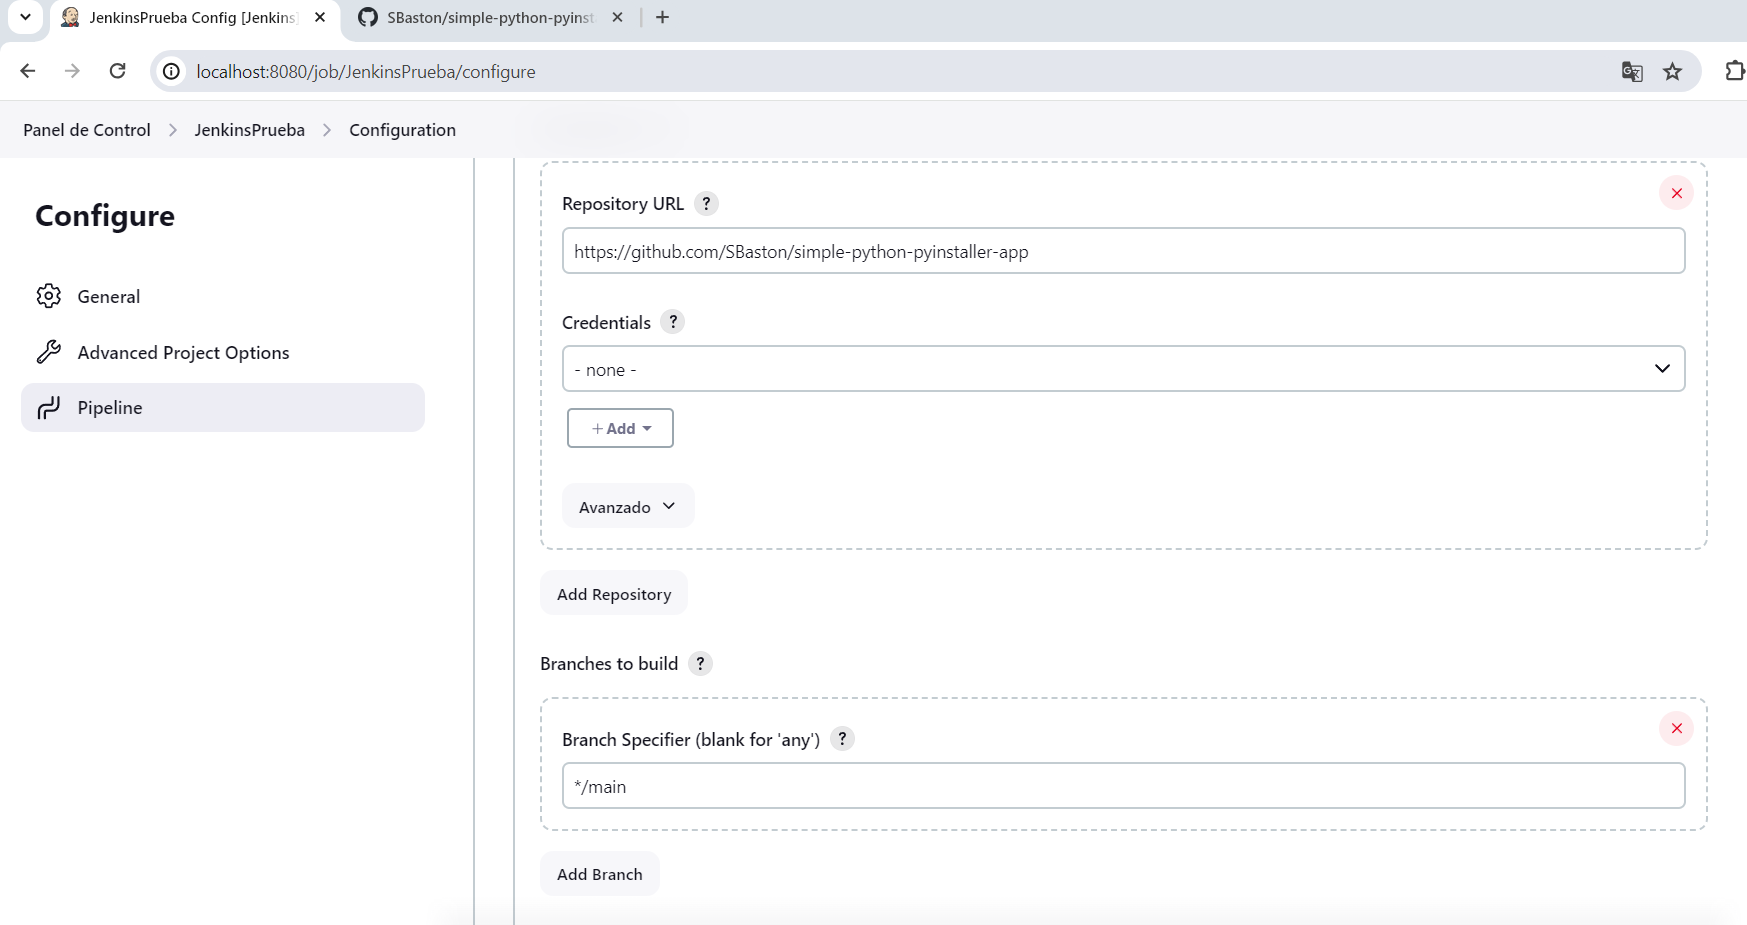 JenkinsPrueba Config [Jenkins]
SBaston/simple-python-pyinst
localhost:8080/job/JenkinsPrueba/configure
Panel de Control > JenkinsPrueba > Configuration
Configure
General
Advanced Project Options
Pipeline
Repository URL ?
https://github.com/SBaston/simple-python-pyinstaller-app
Credentials ?
- none -
+ Add
Avanzado
Add Repository
Branches to build ?
Branch Specifier (blank for 'any') ?
*/main
Add Branch